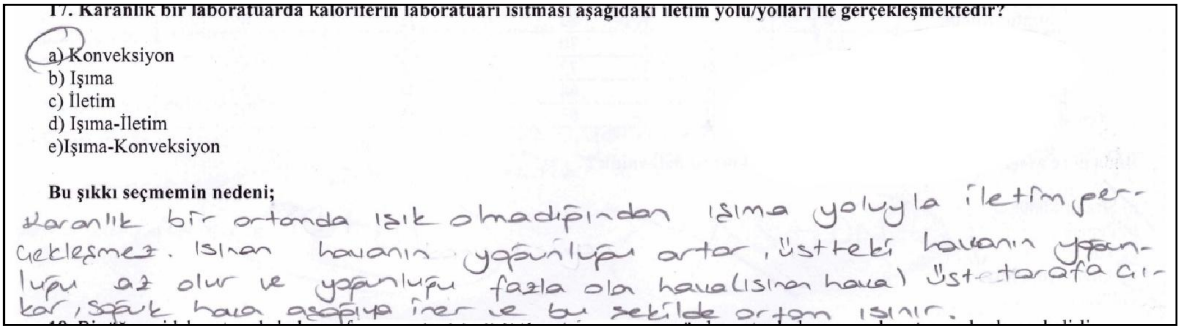 17. Karanlık bir laboratuarda kaloriferin laboratuarı ısıtması aşağıdaki iletim yolu/yolları ile gerçekleşmektedir?
a) Konveksiyon
b) Işıma
c) İletim
d) Işıma-İletim
e)Işıma-Konveksiyon
Bu şıkkı seçmemin nedeni;
Karanlık bir ortamda ışık olmadığından ışıma yoluyla iletim ger-
çekleşmez. Isınan havanın yoğunluğu artar, üstteki havanın yoğun-
luğu az olur ve yoğunluğu fazla olan hava (ısınan hava) üst tarafa çı-
kar, soğuk hava aşağıya iner ve bu şekilde ortam ısınır.